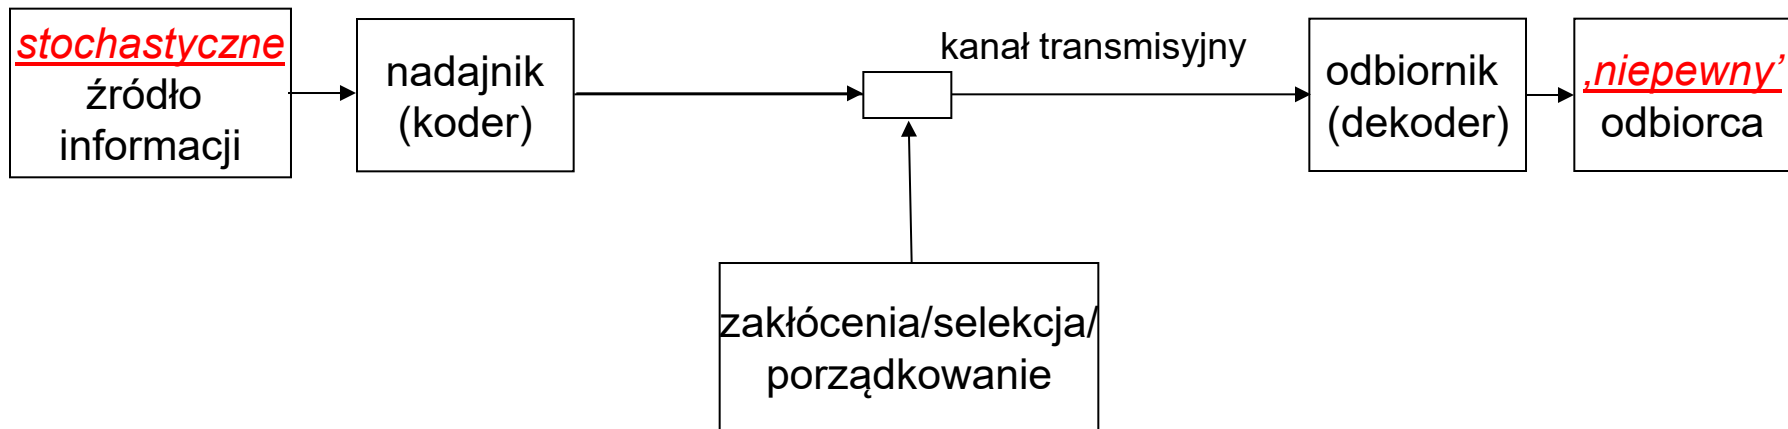 stochastyczne
źródło
informacji
nadajnik
(koder)
kanał transmisyjny
odbiornik
(dekoder)
‚niepewny’
odbiorca
zakłócenia/selekcja/
porządkowanie